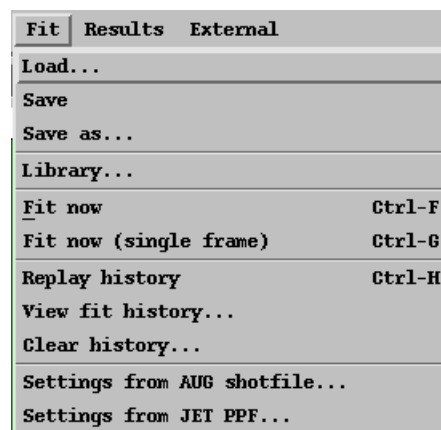 Fit Results External
Load...
Save
Save as...
Library...
Fit now Ctrl-F
Fit now (single frame) Ctrl-G
Replay history Ctrl-H
View fit history...
Clear history...
Settings from AUG shotfile...
Settings from JET PPF...